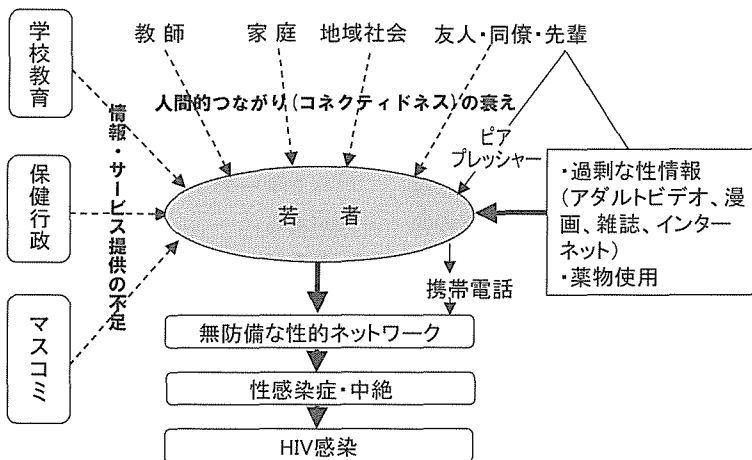 学校教育
保健行政
マスコミ
情報・サービス提供の不足
教師
家庭
地域社会
友人・同僚・先輩
人間的つながり(コネクティドネス)の衰え
ピア
プレッシャー
若者
・過剰な性情報
(アダルトビデオ、漫
画、雑誌、インター
ネット)
・薬物使用
携帯電話
無防備な性的ネットワーク
性感染症・中絶
HIV感染